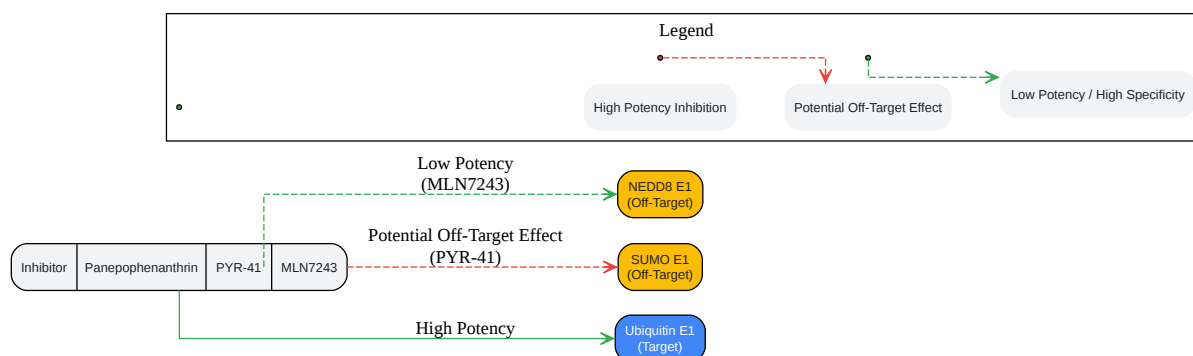 Legend
High Potency Inhibition
Potential Off-Target Effect
Low Potency / High Specificity
Low Potency
(MLN7243)
NEDD8 E1
(Off-Target)
Potential Off-Target Effect
(PYR-41)
SUMO E1
(Off-Target)
Inhibitor
Panepophenanthrin
PYR-41
MLN7243
High Potency
Ubiquitin E1
(Target)